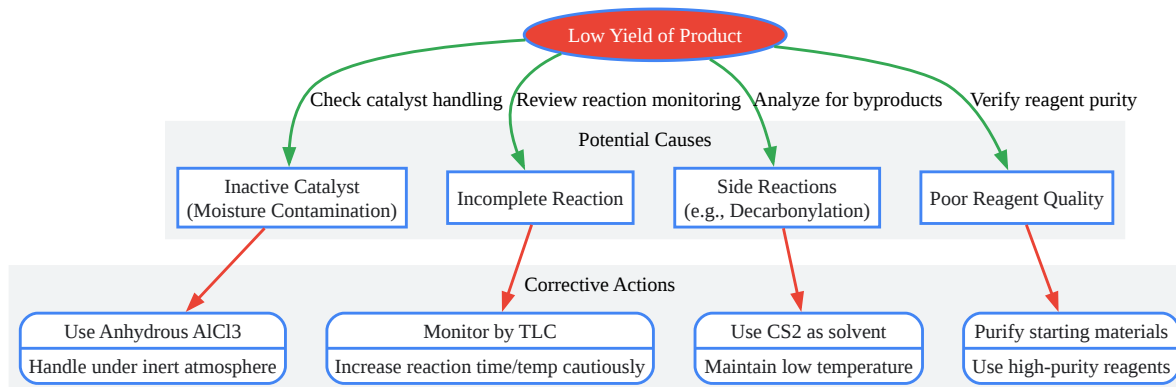 Low Yield of Product
Check catalyst handling
Review reaction monitoring
Analyze for byproducts
Verify reagent purity
Potential Causes
Inactive Catalyst
(Moisture Contamination)
Incomplete Reaction
Side Reactions
(e.g., Decarbonylation)
Poor Reagent Quality
Corrective Actions
Use Anhydrous AlCl3
Handle under inert atmosphere
Monitor by TLC
Increase reaction time/temp cautiously
Use CS2 as solvent
Maintain low temperature
Purify starting materials
Use high-purity reagents